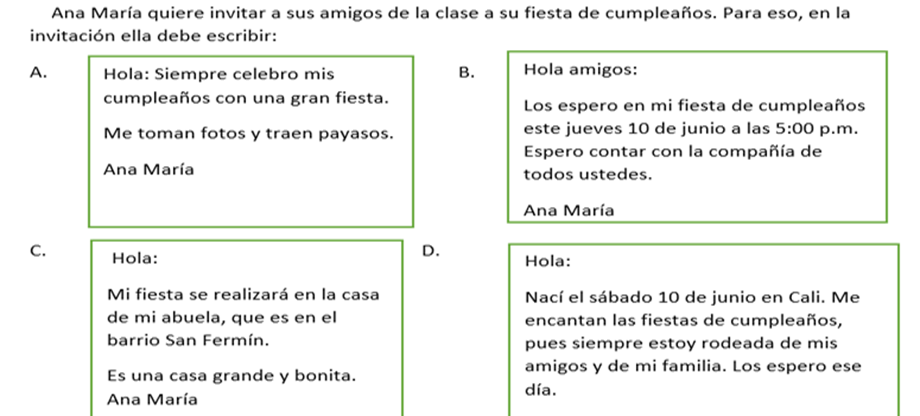 Ana María quiere invitar a sus amigos de la clase a su fiesta de cumpleaños. Para eso, en la
invitación ella debe escribir:
A.
Hola: Siempre celebro mis
cumpleaños con una gran fiesta.
Me toman fotos y traen payasos.
Ana María
B.
Hola amigos:
Los espero en mi fiesta de cumpleaños
este jueves 10 de junio a las 5:00 p.m.
Espero contar con la compañía de
todos ustedes.
Ana María
C.
Hola:
Mi fiesta se realizará en la casa
de mi abuela, que es en el
barrio San Fermín.
Es una casa grande y bonita.
Ana María
D.
Hola:
Nací el sábado 10 de junio en Cali. Me
encantan las fiestas de cumpleaños,
pues siempre estoy rodeada de mis
amigos y de mi familia. Los espero ese
día.